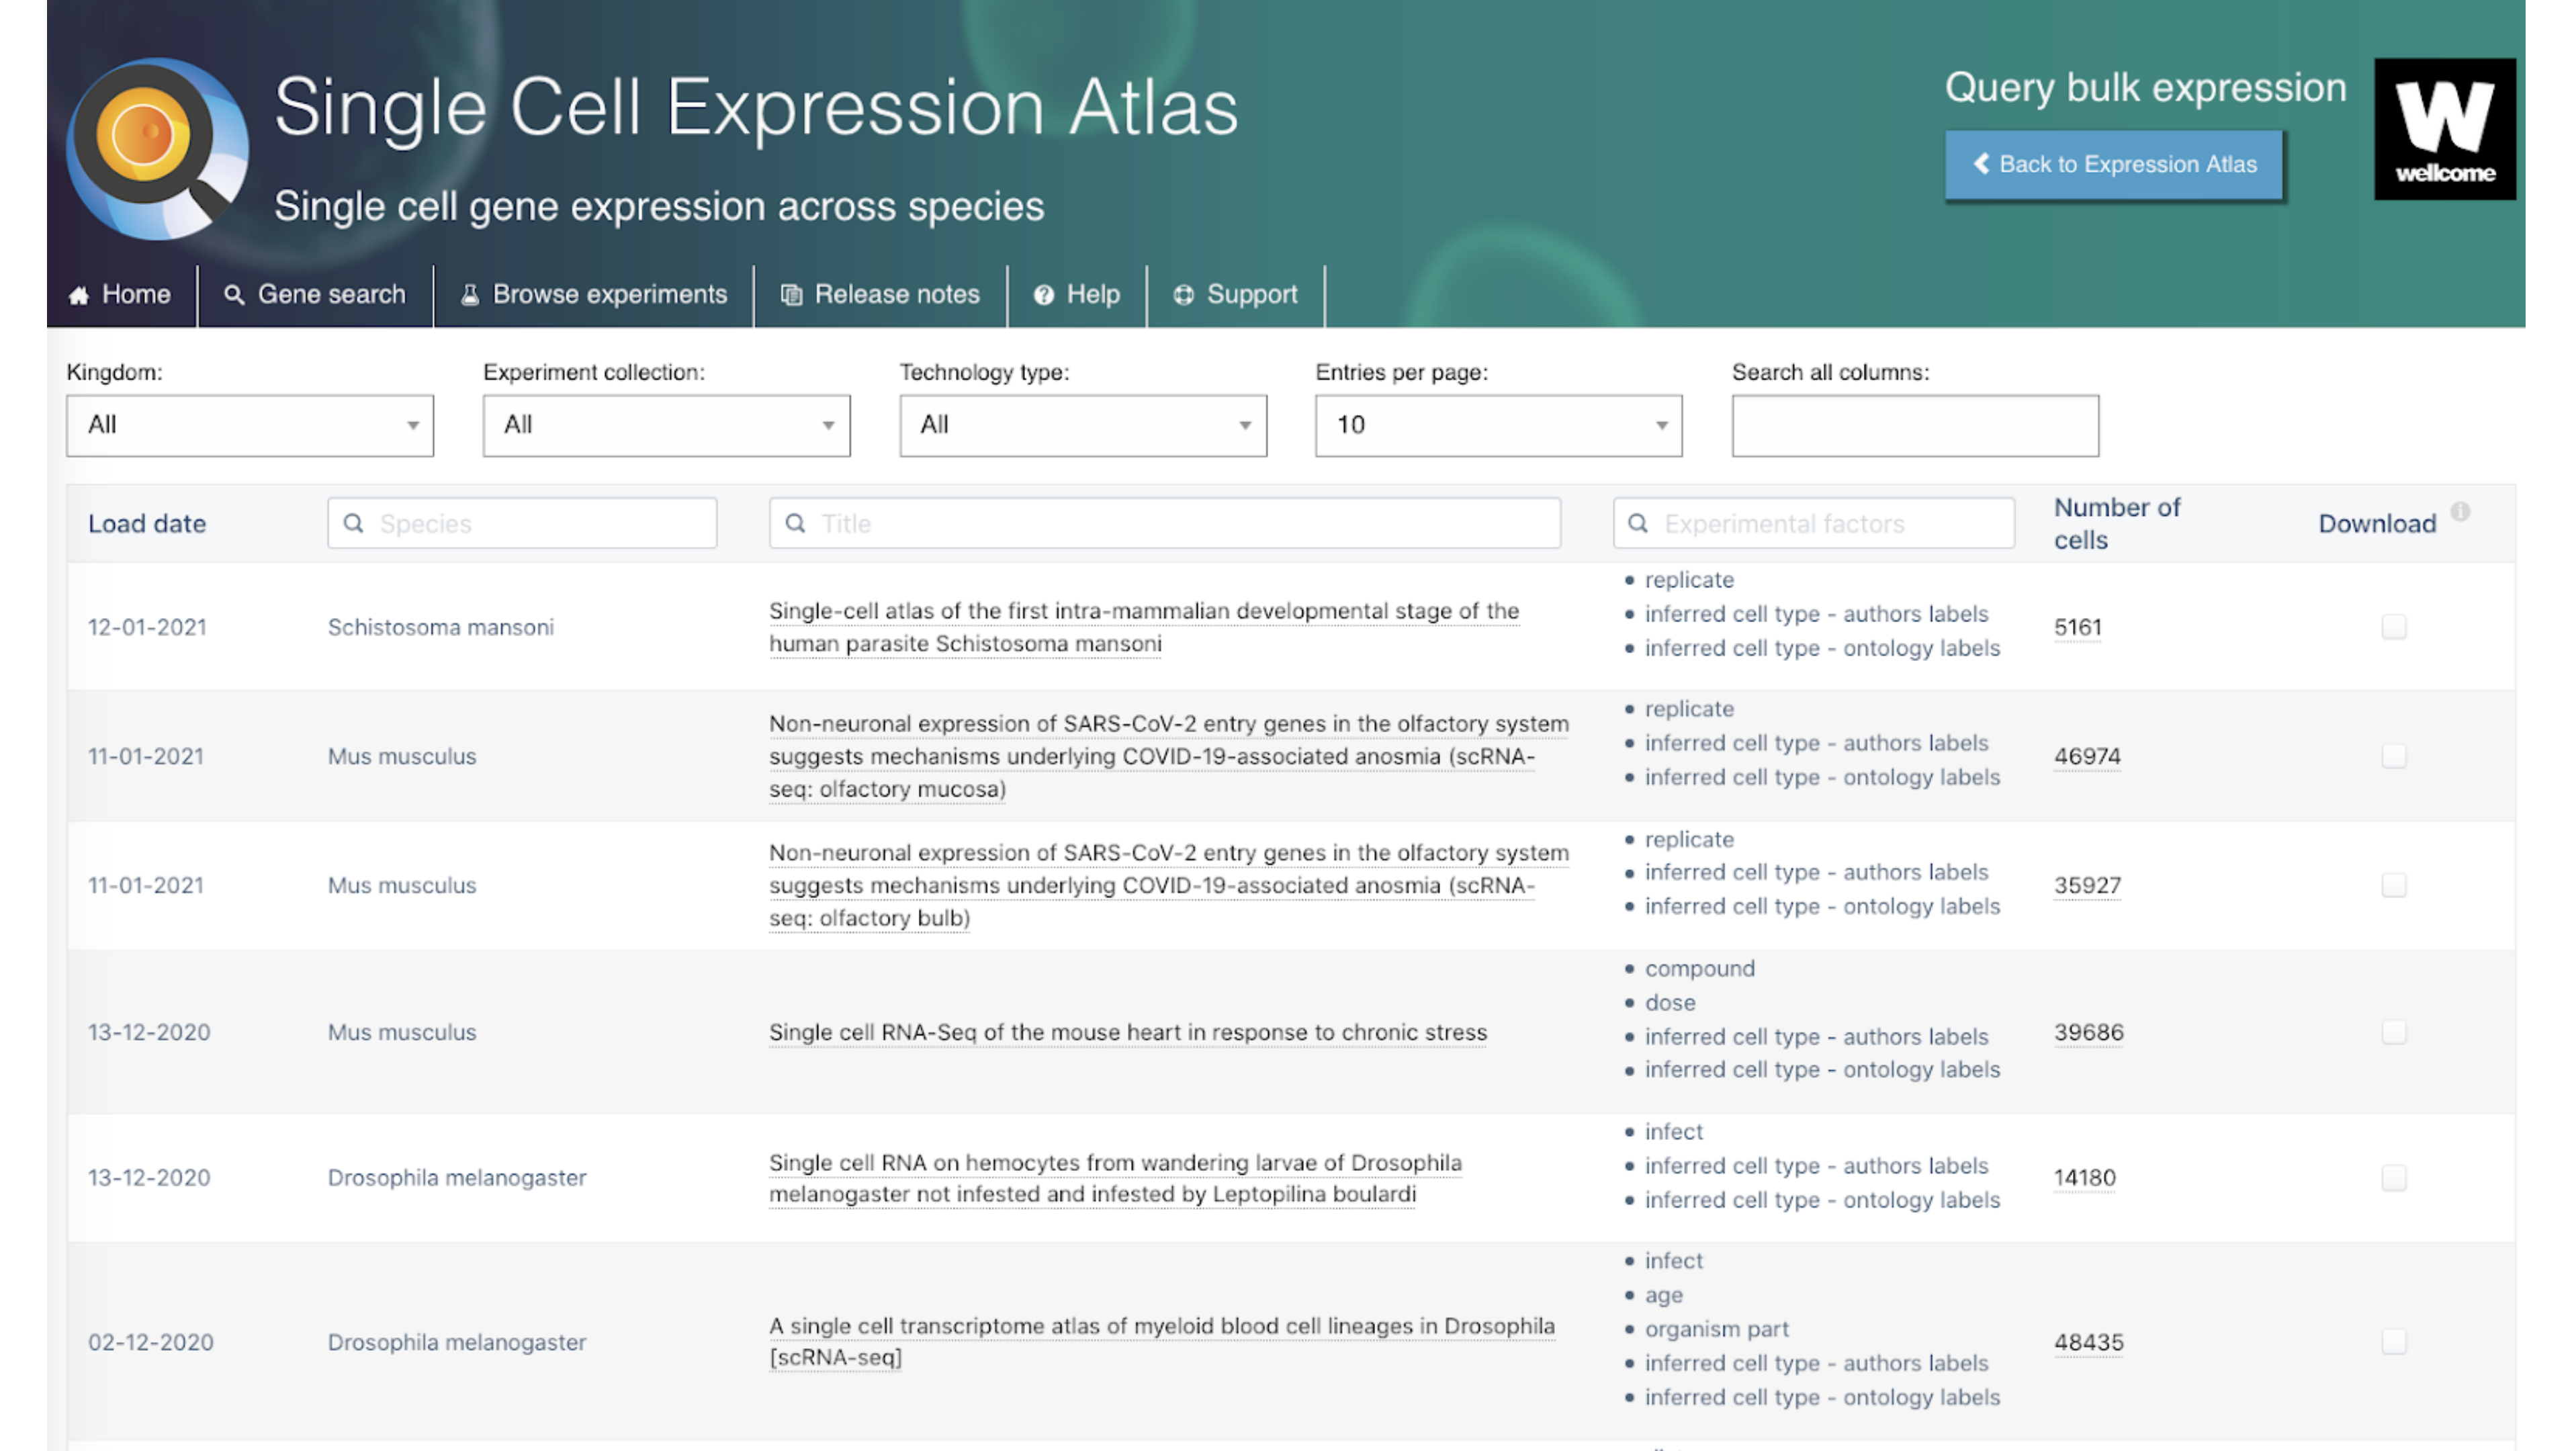 Single Cell Expression Atlas
Single cell gene expression across species
Query bulk expression
Back to Expression Atlas
W
wellcome
Home
Gene search
Browse experiments
Release notes
Help
Support
Kingdom:
Experiment collection:
Technology type:
Entries per page:
Search all columns:
All
All
All
10
Load date
Species
Title
Experimental factors
Number of
cells
Download
12-01-2021
Schistosoma mansoni
Single-cell atlas of the first intra-mammalian developmental stage of the
human parasite Schistosoma mansoni
• replicate
• inferred cell type - authors labels
• inferred cell type - ontology labels
5161
11-01-2021
Mus musculus
Non-neuronal expression of SARS-CoV-2 entry genes in the olfactory system
suggests mechanisms underlying COVID-19-associated anosmia (scRNA-
seq: olfactory mucosa)
• replicate
• inferred cell type - authors labels
• inferred cell type - ontology labels
46974
11-01-2021
Mus musculus
Non-neuronal expression of SARS-CoV-2 entry genes in the olfactory system
suggests mechanisms underlying COVID-19-associated anosmia (scRNA-
seq: olfactory bulb)
• replicate
• inferred cell type - authors labels
• inferred cell type - ontology labels
35927
13-12-2020
Mus musculus
Single cell RNA-Seq of the mouse heart in response to chronic stress
• compound
• dose
• inferred cell type - authors labels
• inferred cell type - ontology labels
39686
13-12-2020
Drosophila melanogaster
Single cell RNA on hemocytes from wandering larvae of Drosophila
melanogaster not infested and infested by Leptopilina boulardi
• infect
• inferred cell type - authors labels
• inferred cell type - ontology labels
14180
02-12-2020
Drosophila melanogaster
A single cell transcriptome atlas of myeloid blood cell lineages in Drosophila
[scRNA-seq]
• infect
• age
• organism part
• inferred cell type - authors labels
• inferred cell type - ontology labels
48435